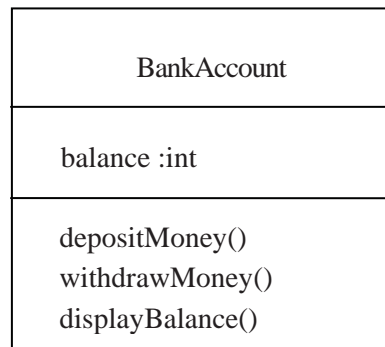 BankAccount
balance :int
depositMoney()
withdrawMoney()
displayBalance()